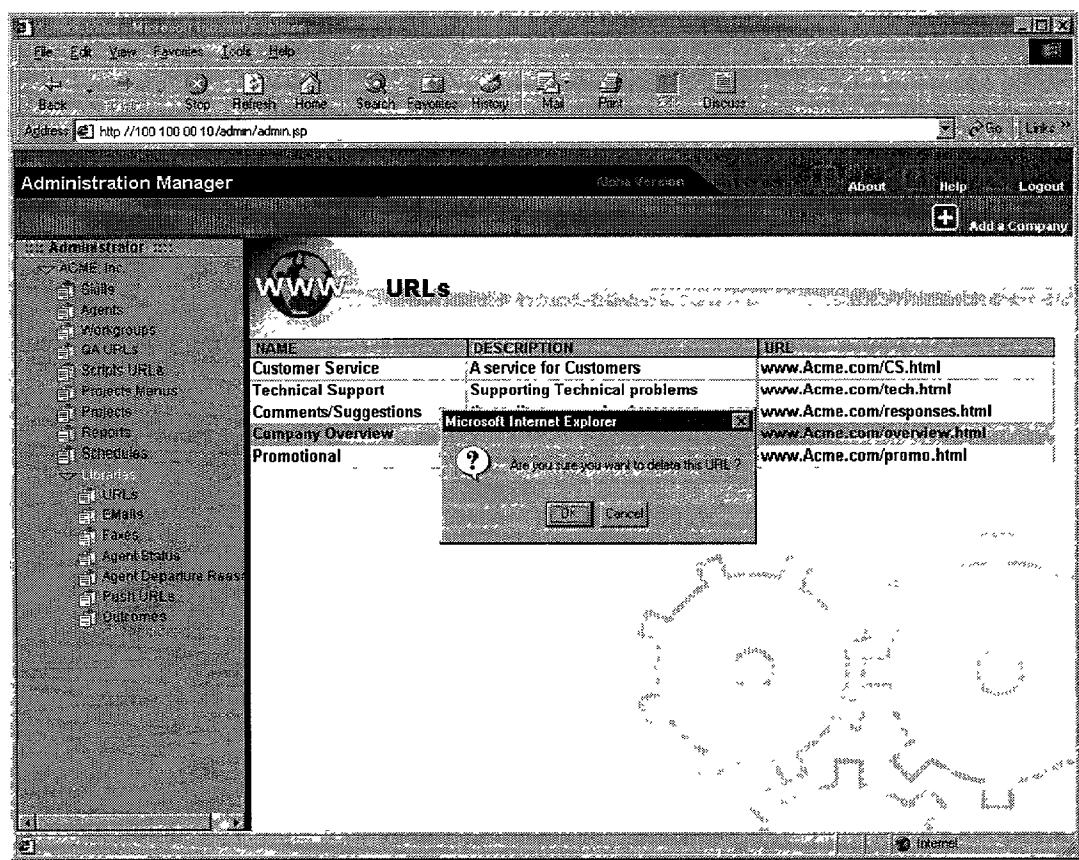 Microsoft Internet Explorer
File Edit View Favorites Tools Help
Back Stop Refresh Home Search Favorites History Mail Print Discuss
Address http //100 100 00 10/admin/admin.jsp Go Links »
Administration Manager Alpha Version About Help Logout
Add a Company
:::: Administrator ::::
ACME Inc.
Skills
Agents
Workgroups
QA URLs
Scripts URLs
Projects Menus
Projects
Reports
Schedules
Libraries
URLs
EMails
Faxes
Agent Status
Agent Departure Reas
Push URLs
Outcomes
WWW URLs
NAME DESCRIPTION URL
Customer Service A service for Customers www.Acme.com/CS.html
Technical Support Supporting Technical problems www.Acme.com/tech.html
Comments/Suggestions www.Acme.com/responses.html
Company Overview www.Acme.com/overview.html
Promotional www.Acme.com/promo.html
Microsoft Internet Explorer
Are you sure you want to delete this URL ?
OK Cancel
Internet